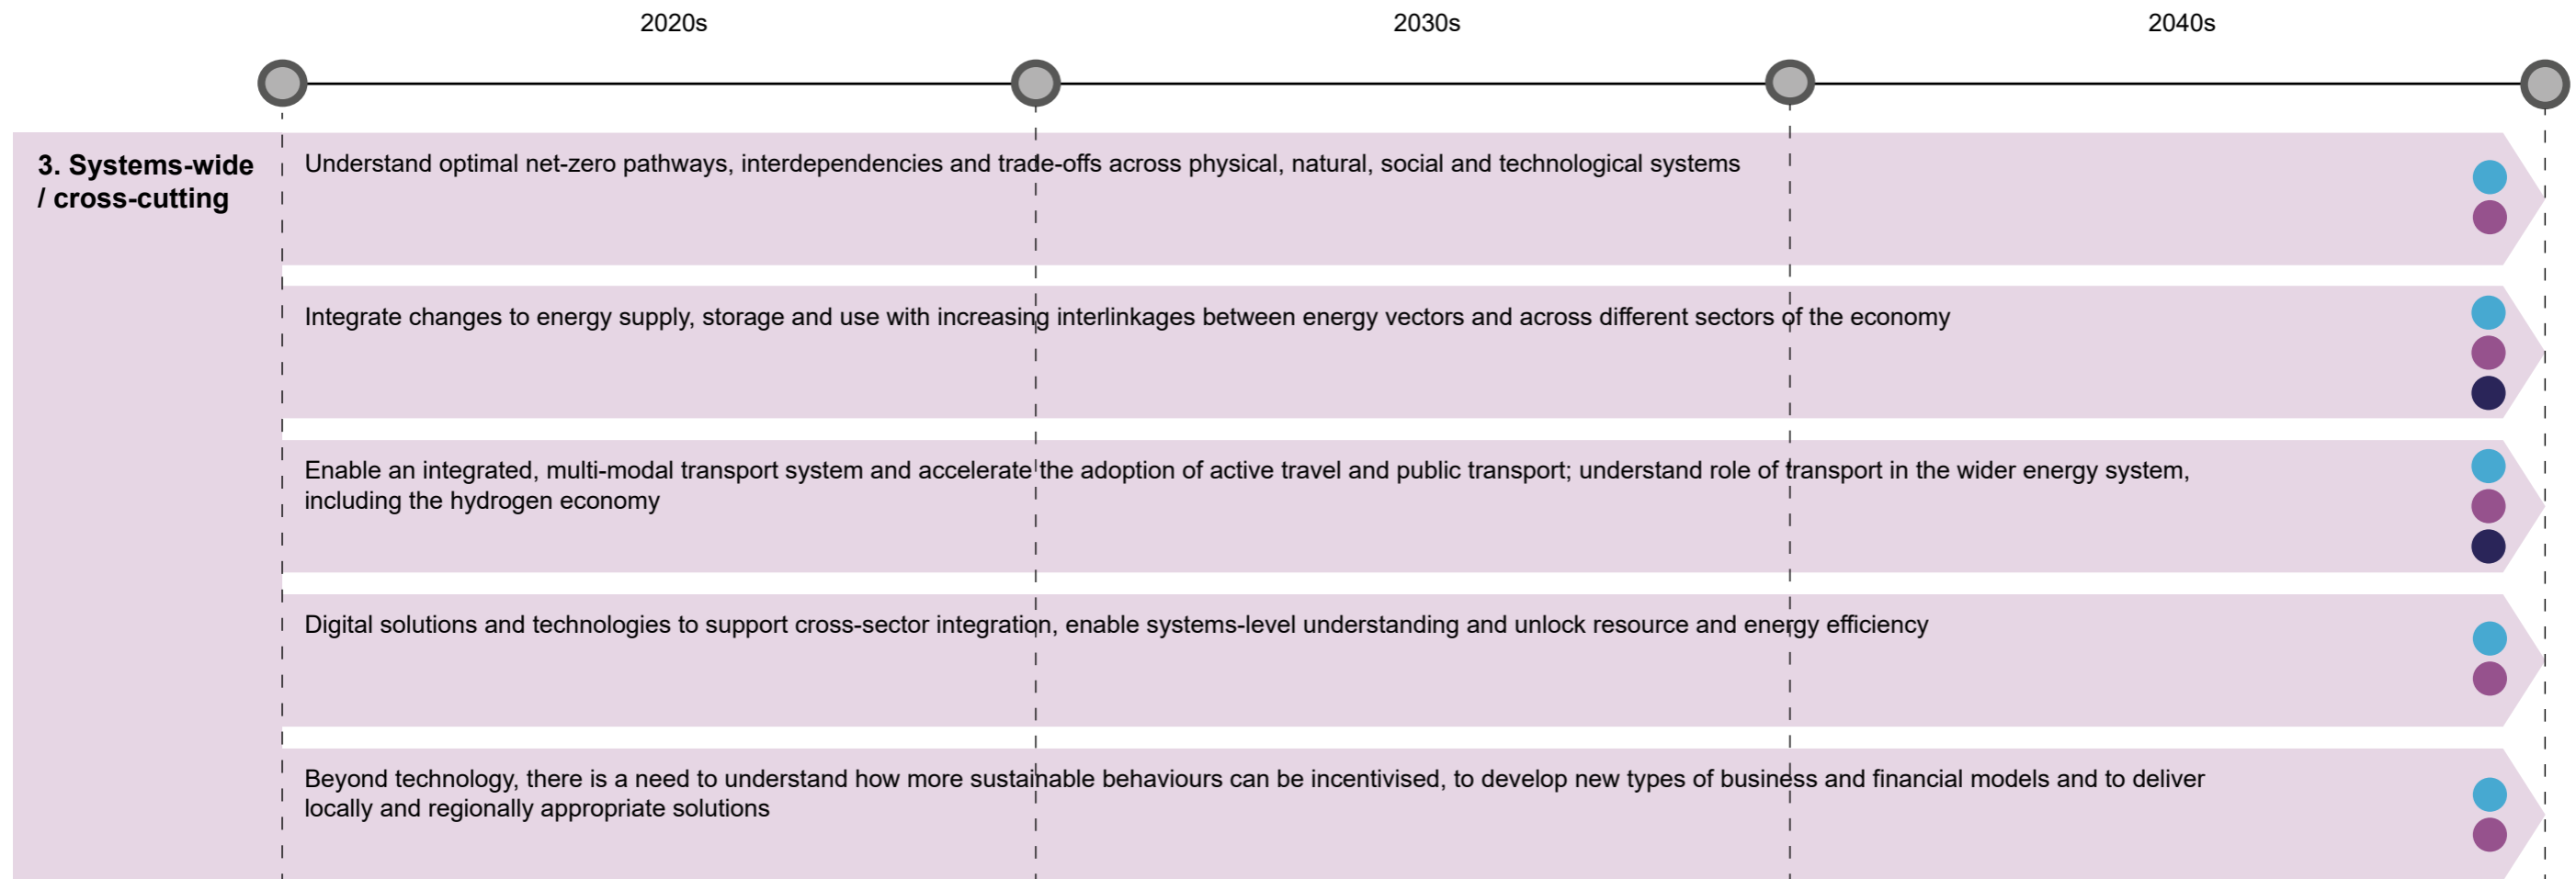 2020s
2030s
2040s
3. Systems-wide
/ cross-cutting
Understand optimal net-zero pathways, interdependencies and trade-offs across physical, natural, social and technological systems
Integrate changes to energy supply, storage and use with increasing interlinkages between energy vectors and across different sectors of the economy
Enable an integrated, multi-modal transport system and accelerate the adoption of active travel and public transport; understand role of transport in the wider energy system,
including the hydrogen economy
Digital solutions and technologies to support cross-sector integration, enable systems-level understanding and unlock resource and energy efficiency
Beyond technology, there is a need to understand how more sustainable behaviours can be incentivised, to develop new types of business and financial models and to deliver
locally and regionally appropriate solutions